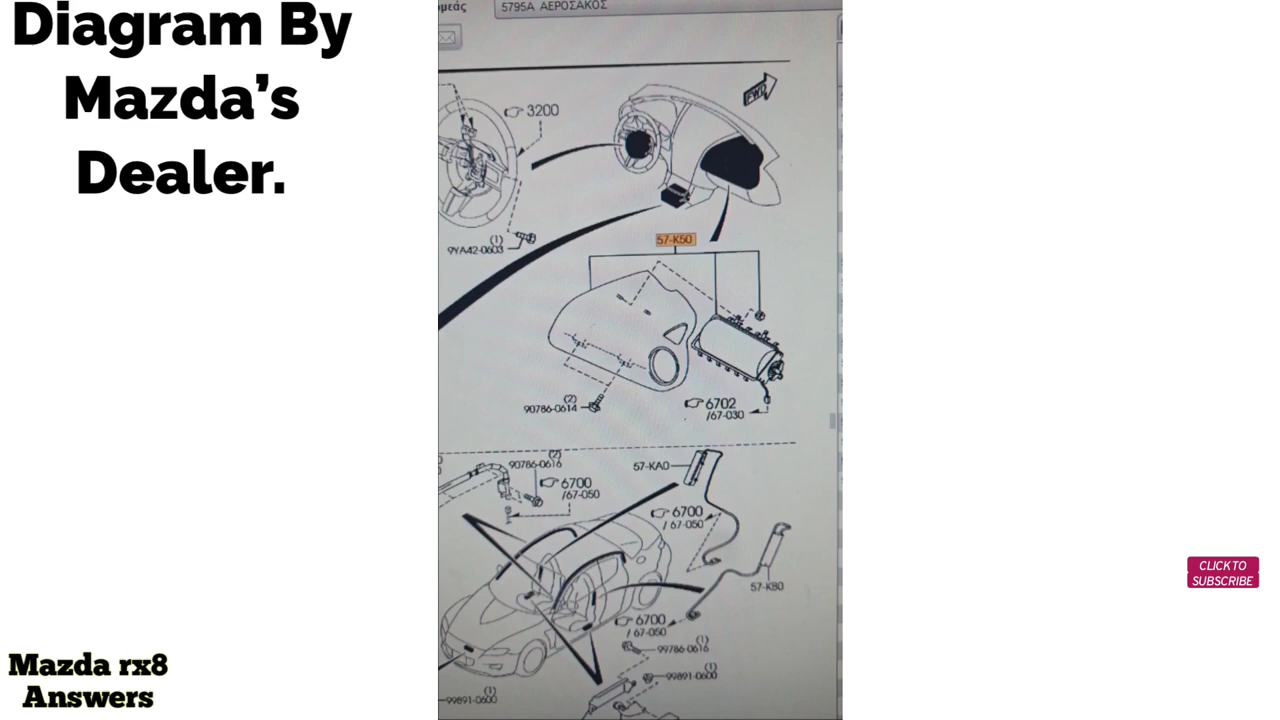 Diagram By
Mazda’s
Dealer.
5795A ΑΕΡΟΣΑΚΟΣ
3200
FWD
(1)
9YA42-0603
57-K50
(2)
90786-0614
6702
/67-030
(2)
90786-0616
6700
/67-050
57-KA0
6700
/ 67-050
57-KB0
6700
/ 67-050
(1)
99786-0616
(1)
99891-0600
(1)
99891-0600
Mazda rx8
Answers
CLICK TO
SUBSCRIBE